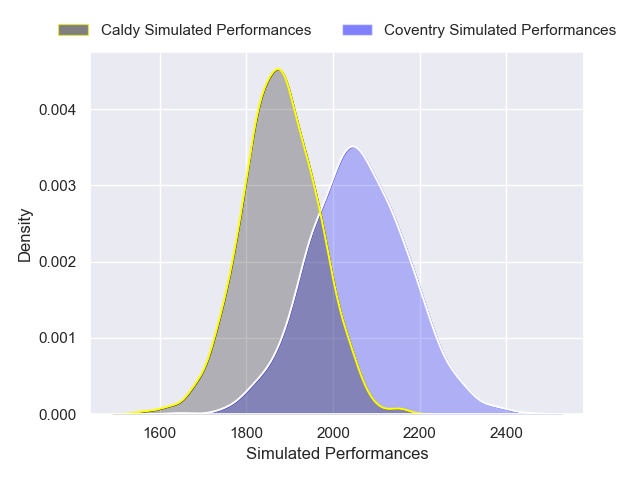 Caldy Simulated Performances
Coventry Simulated Performances
Density
0.004
0.003
0.002
0.001
0.000
1600 1800 2000 2200 2400
Simulated Performances